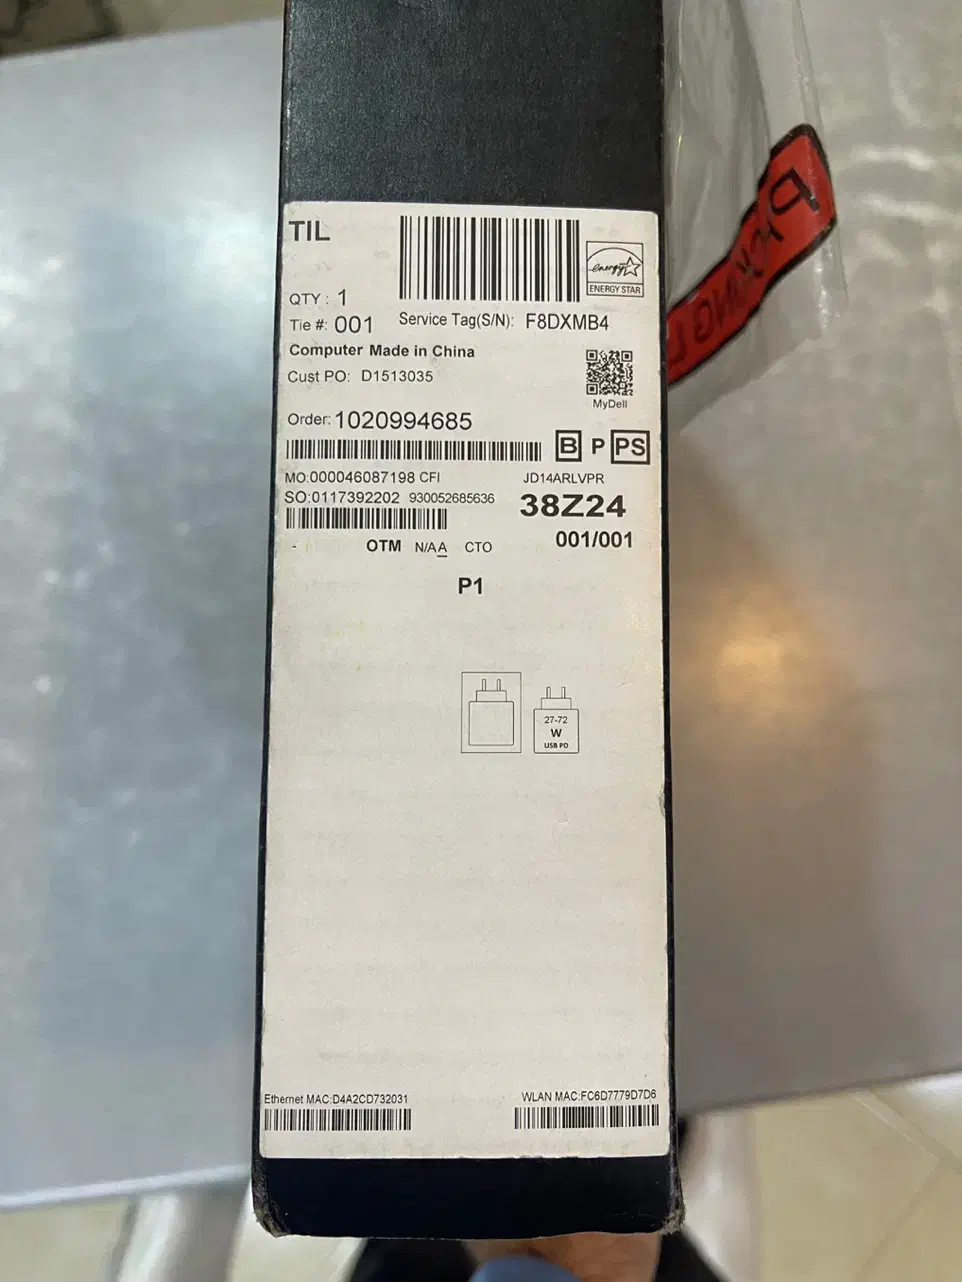 TIL
energy
ENERGY STAR
QTY : 1
Tie #: 001
Service Tag(S/N): F8DXMB4
Computer Made in China
Cust PO: D1513035
MyDell
Order: 1020994685
B P PS
MO:000046087198 CFI
JD14ARLVPR
SO:0117392202 930052685636
38Z24
- OTM N/AA CTO
001/001
P1
27-72
W
USB PD
Ethernet MAC:D4A2CD732031
WLAN MAC:FC6D7779D7D6